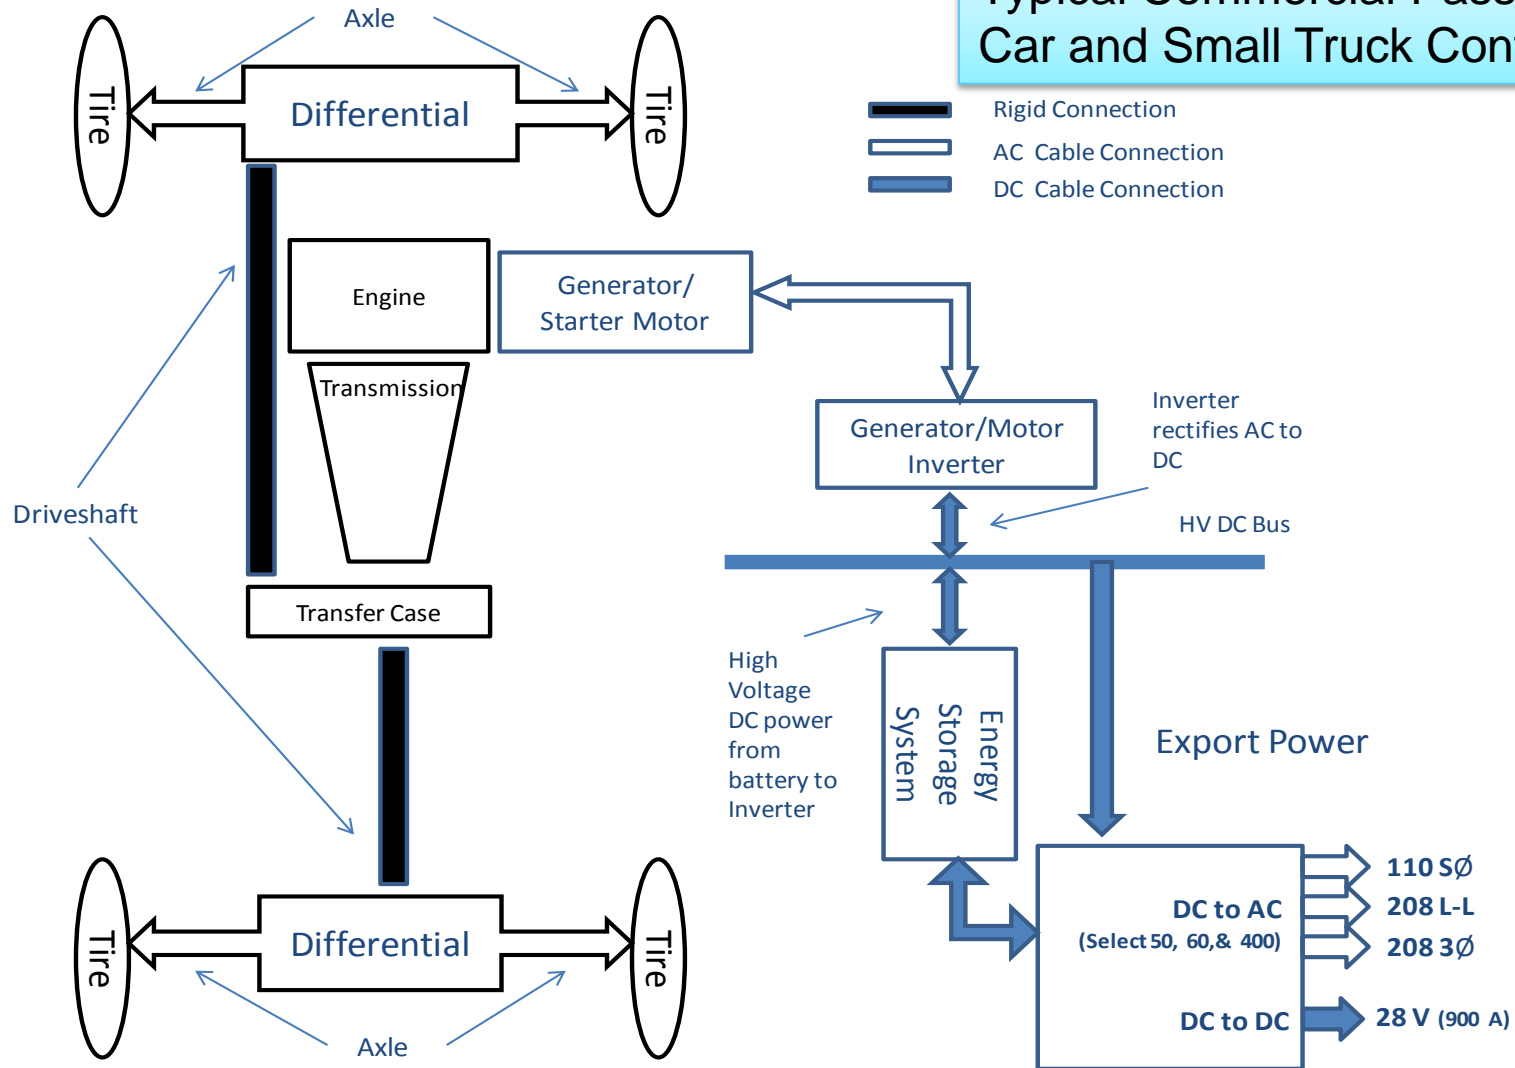 Typical Commercial Pass
Car and Small Truck Con
Axle
Tire
Differential
Tire
Rigid Connection
AC Cable Connection
DC Cable Connection
Engine
Generator/
Starter Motor
Transmission
Generator/Motor
Inverter
Inverter
rectifies AC to
DC
Driveshaft
HV DC Bus
Transfer Case
High
Voltage
DC power
from
battery to
Inverter
Energy
Storage
System
Export Power
DC to AC
(Select 50, 60,& 400)
110 SØ
208 L-L
208 3Ø
DC to DC
28 V (900 A)
Tire
Differential
Tire
Axle